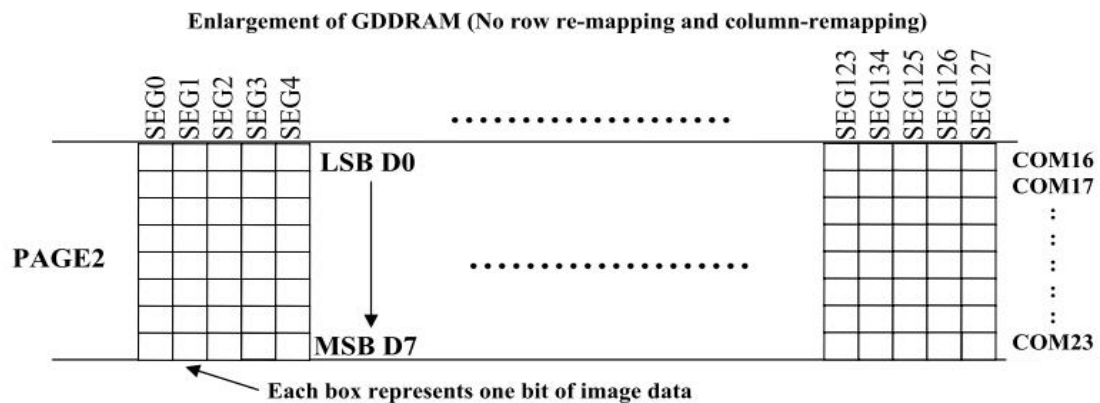 Enlargement of GDDRAM (No row re-mapping and column-remapping)
SEG0 SEG1 SEG2 SEG3 SEG4 SEG123 SEG134 SEG125 SEG126 SEG127
LSB D0
COM16
COM17
PAGE2
MSB D7
COM23
Each box represents one bit of image data